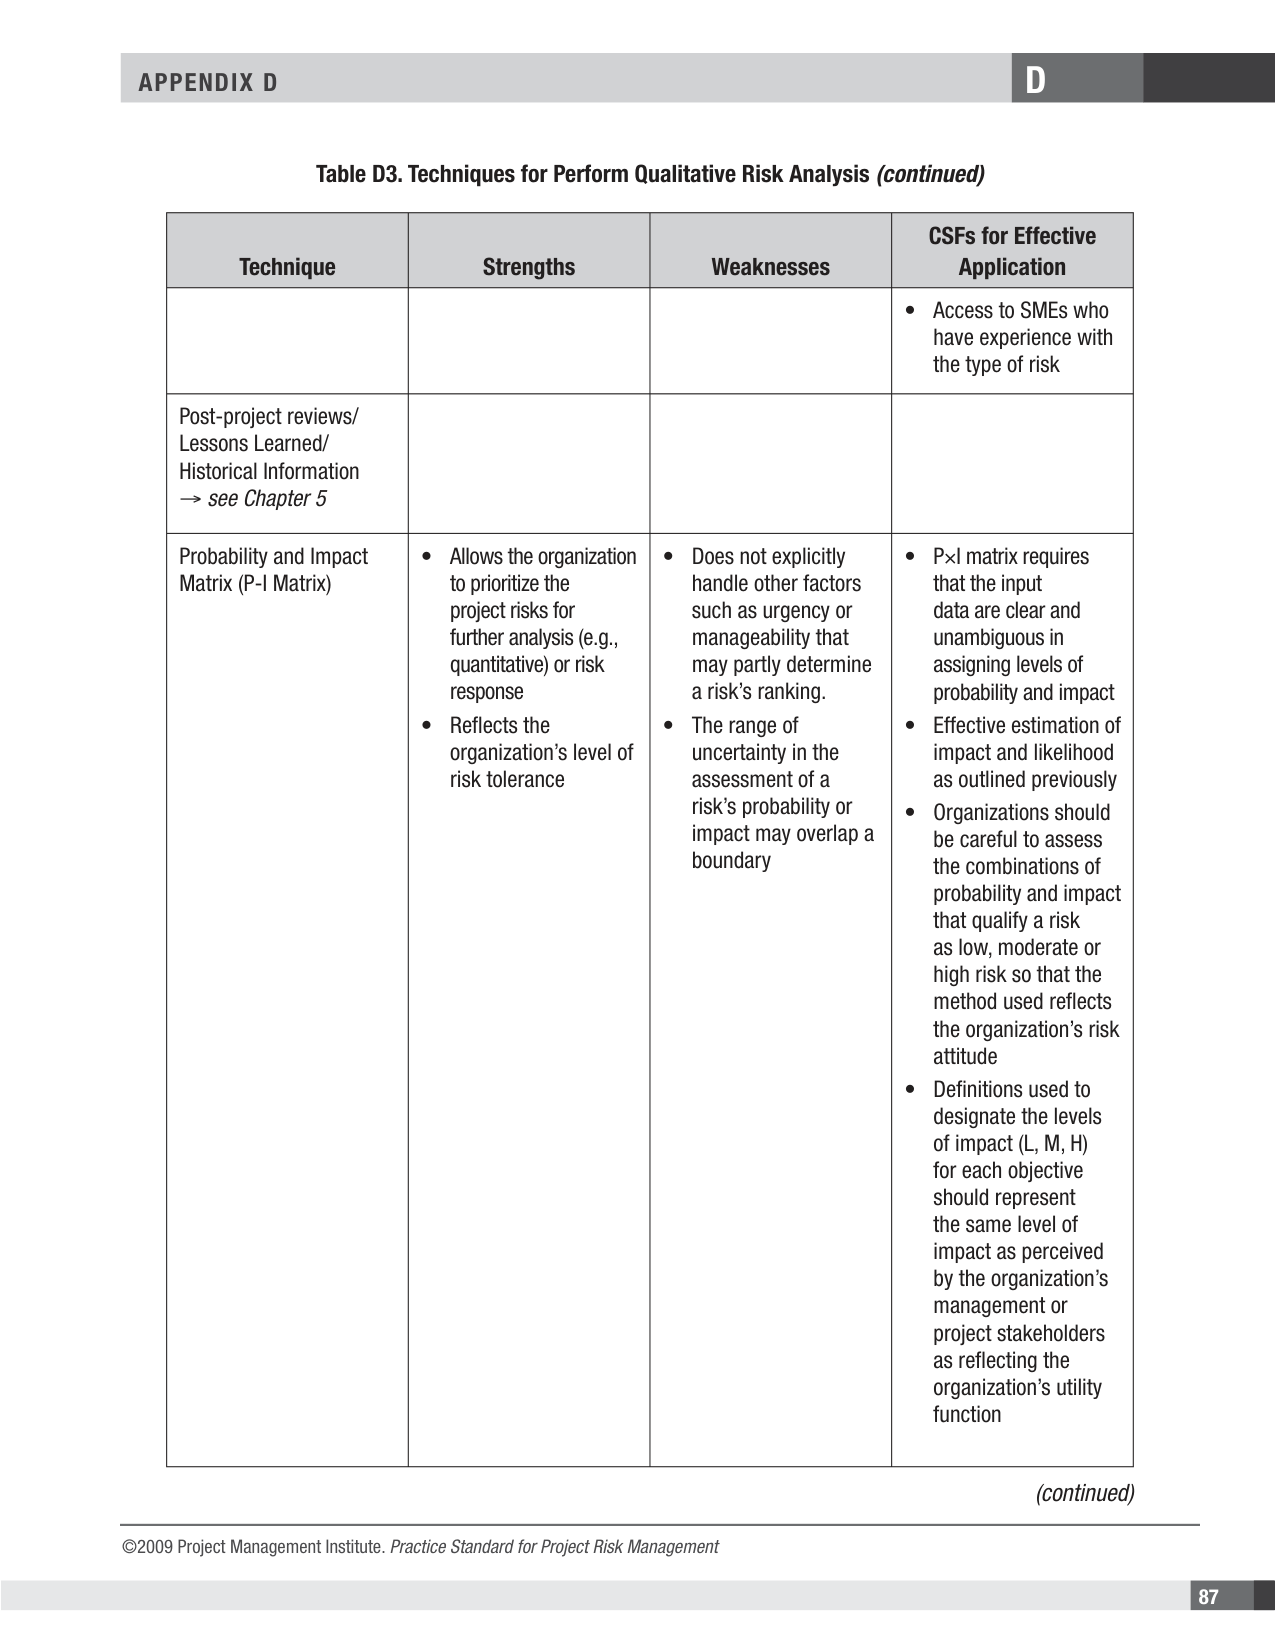 APPENDIX D
D
Table D3. Techniques for Perform Qualitative Risk Analysis (continued)
Technique
Strengths
Weaknesses
CSFs for Effective
Application
• Access to SMEs who
have experience with
the type of risk
Post-project reviews/
Lessons Learned/
Historical Information
→ see Chapter 5
Probability and Impact
Matrix (P-I Matrix)
• Allows the organization
to prioritize the
project risks for
further analysis (e.g.,
quantitative) or risk
response
• Reflects the
organization’s level of
risk tolerance
• Does not explicitly
handle other factors
such as urgency or
manageability that
may partly determine
a risk’s ranking.
• The range of
uncertainty in the
assessment of a
risk’s probability or
impact may overlap a
boundary
• P×I matrix requires
that the input
data are clear and
unambiguous in
assigning levels of
probability and impact
• Effective estimation of
impact and likelihood
as outlined previously
• Organizations should
be careful to assess
the combinations of
probability and impact
that qualify a risk
as low, moderate or
high risk so that the
method used reflects
the organization’s risk
attitude
• Definitions used to
designate the levels
of impact (L, M, H)
for each objective
should represent
the same level of
impact as perceived
by the organization’s
management or
project stakeholders
as reflecting the
organization’s utility
function
(continued)
©2009 Project Management Institute. Practice Standard for Project Risk Management
87